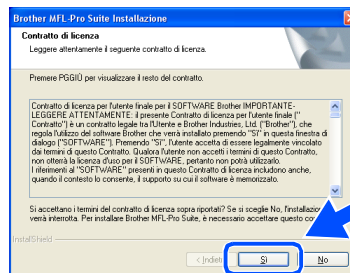 Brother MFL-Pro Suite Installazione
Contratto di licenza
Leggere attentamente il seguente contratto di licenza.
Premere PGGIÙ per visualizzare il resto del contratto.
Contratto di licenza per l'utente finale per il SOFTWARE Brother IMPORTANTE-
LEGGERE ATTENTAMENTE: il presente Contratto di licenza per l'utente finale ("
Contratto") è un contratto legale tra l'Utente e Brother Industries, Ltd. ("Brother"), che
regola l'utilizzo del software Brother che verrà installato premendo "Sì" in questa finestra di
dialogo ("SOFTWARE"). Premendo "Sì", l'utente accetta di essere legalmente vincolato
dai termini di questo Contratto. Qualora l'utente non accetti i termini di questo Contratto,
non otterrà la licenza d'uso per il SOFTWARE, pertanto non potrà utilizzarlo.
I riferimenti al "SOFTWARE" presenti in questo Contratto di licenza includono anche,
quando il contesto lo consente, il supporto su cui il software è memorizzato.
Si accettano i termini del contratto di licenza sopra riportati? Se si sceglie No, l'installazione
verrà interrotta. Per installare Brother MFL-Pro Suite, è necessario accettare questo
InstallShield
Sì
No